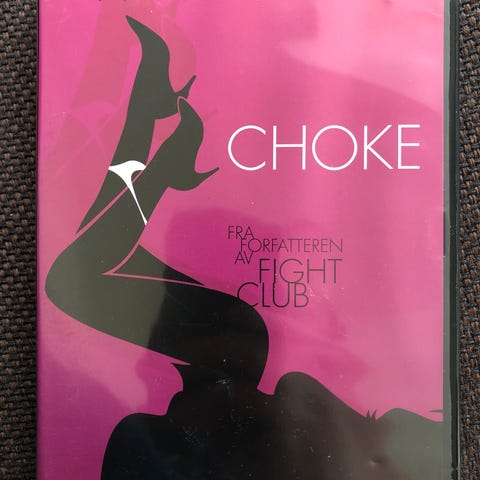 CHOKE
FRA
FORFATTEREN
AV
FIGHT
CLUB